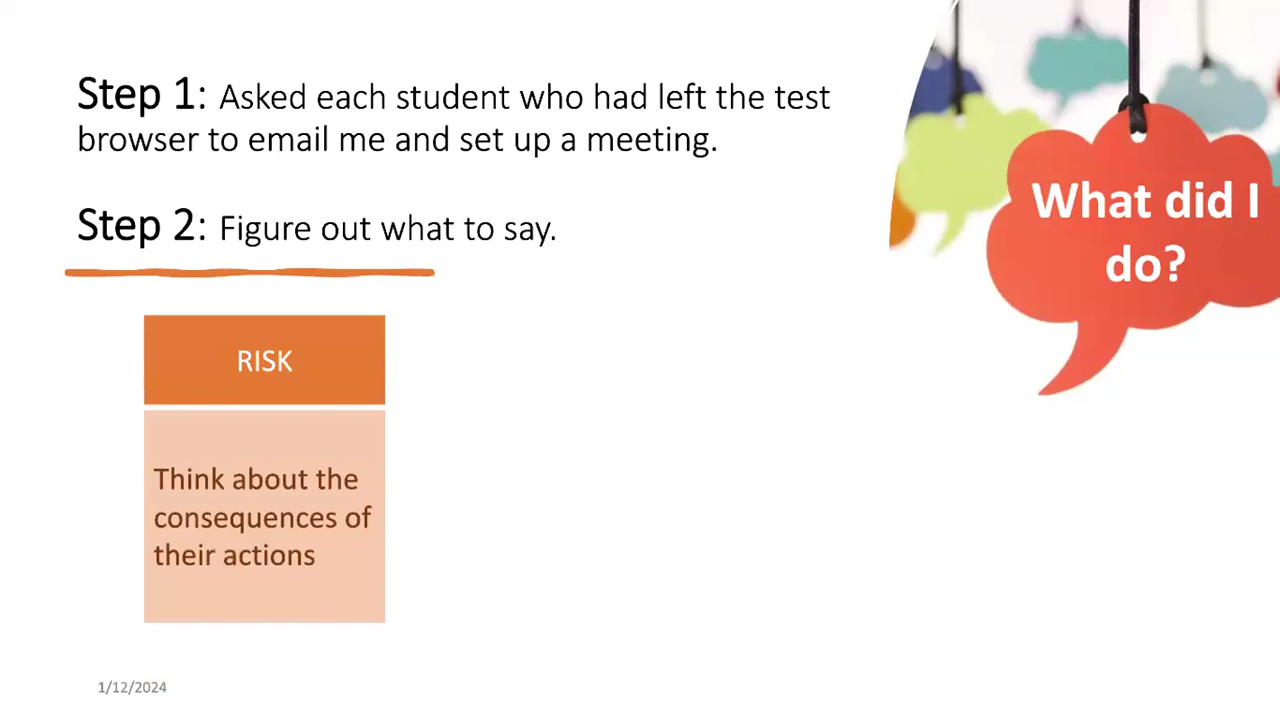 Step 1: Asked each student who had left the test
browser to email me and set up a meeting.
Step 2: Figure out what to say.
What did I
do?
RISK
Think about the
consequences of
their actions
1/12/2024